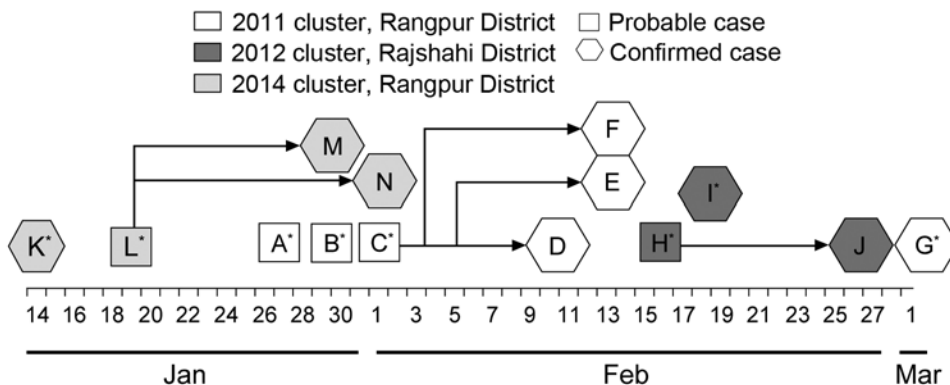 2011 cluster, Rangpur District
Probable case
2012 cluster, Rajshahi District
Confirmed case
2014 cluster, Rangpur District
F
M
N
E
I*
K*
L*
A*
B*
C*
D
H*
J
G*
14 16 18 20 22 24 26 28 30 1 3 5 7 9 11 13 15 17 19 21 23 25 27 1
Jan Feb Mar